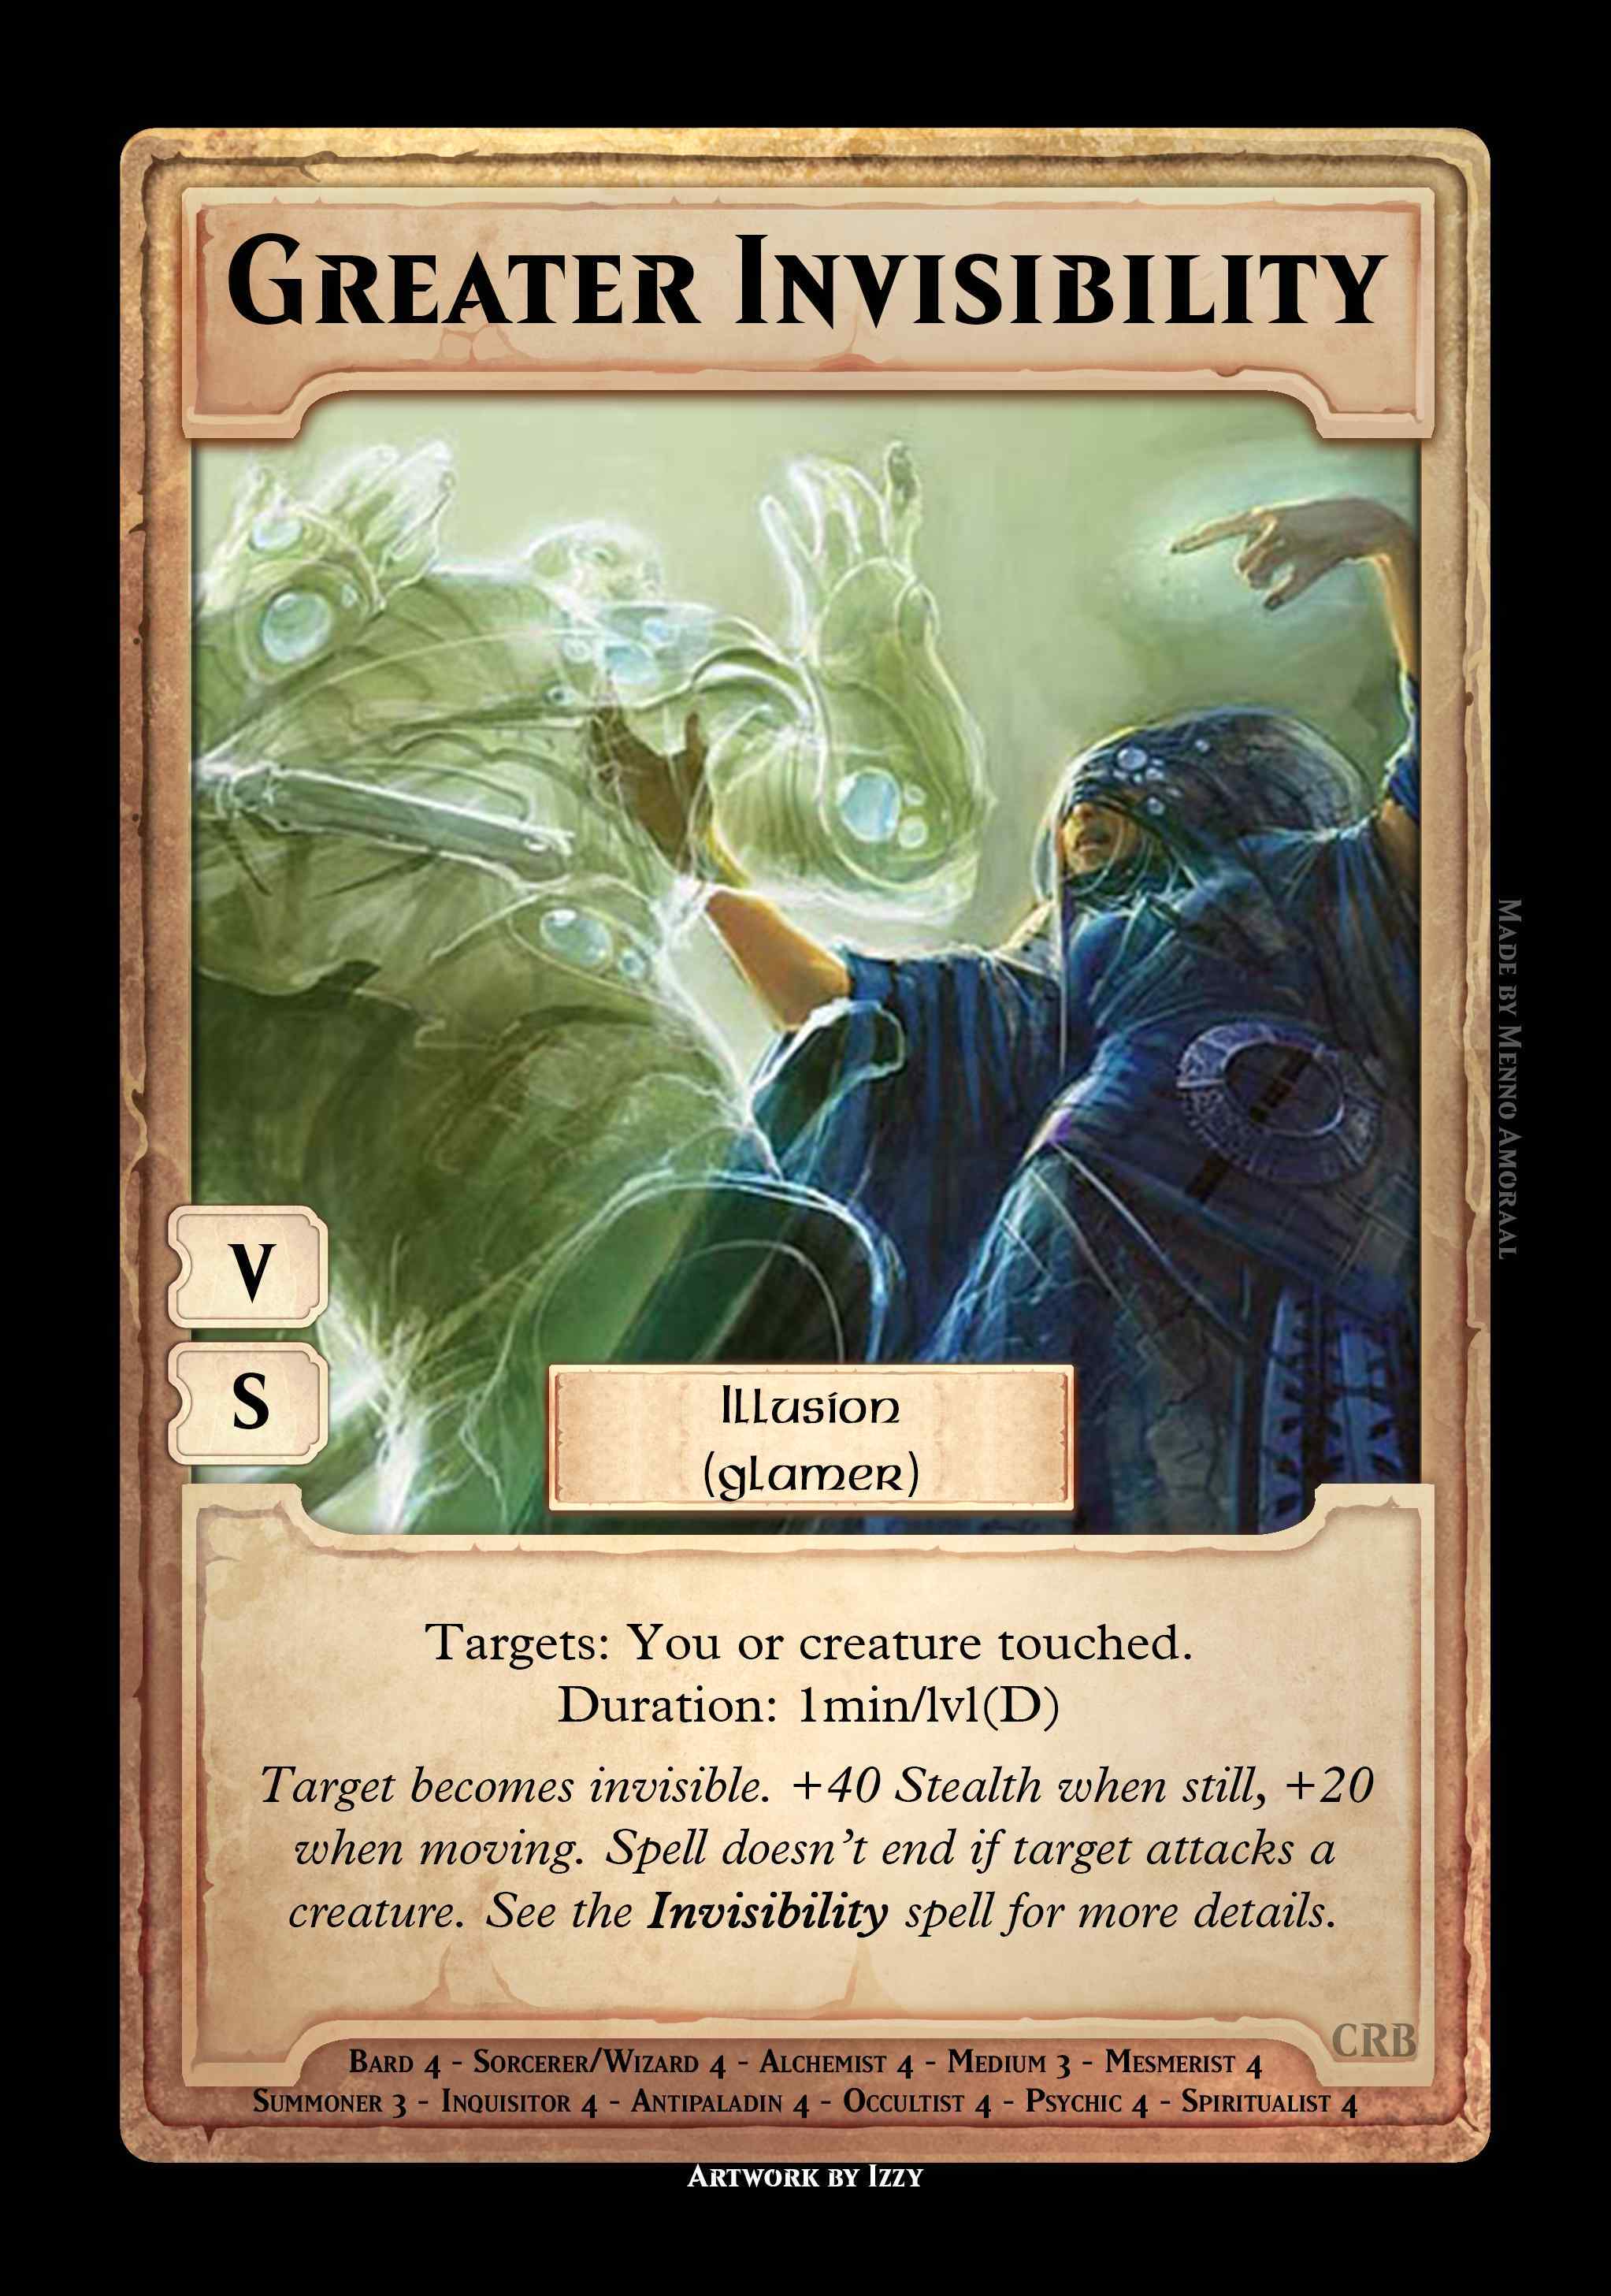 Greater Invisibility
V
S
Illusion
(glamer)
Targets: You or creature touched.
Duration: 1min/lvl(D)
Target becomes invisible. +40 Stealth when still, +20
when moving. Spell doesn't end if target attacks a
creature. See the Invisibility spell for more details.
CRB
Bard 4 - Sorcerer/Wizard 4 - Alchemist 4 - Medium 3 - Mesmerist 4
Summoner 3 - Inquisitor 4 - Antipaladin 4 - Occultist 4 - Psychic 4 - Spiritualist 4
Artwork by Izzy
Made by Menno Amoraal